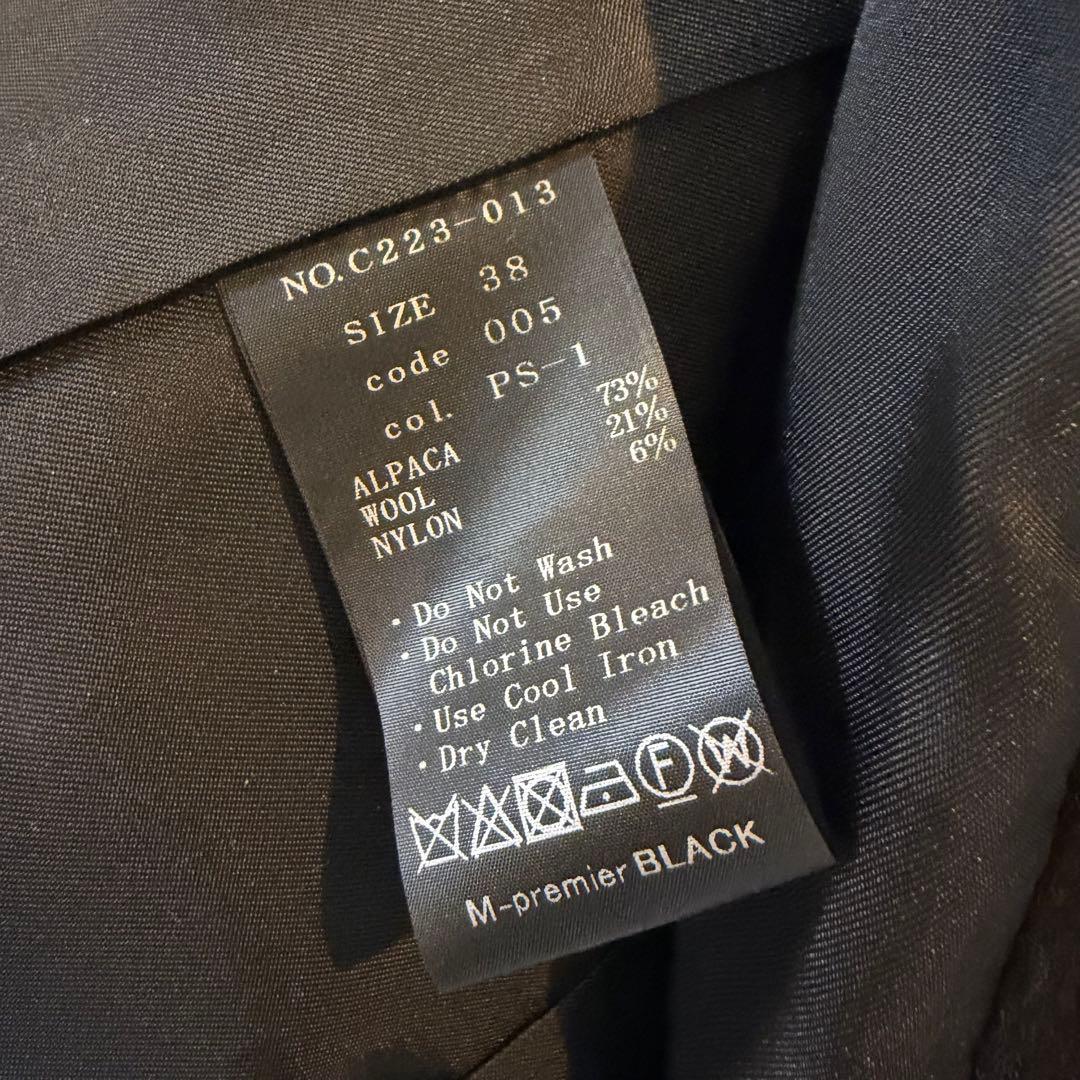 NO.C223-013
SIZE 38
code 005
col. PS-1
ALPACA 73%
WOOL 21%
NYLON 6%
・Do Not Wash
・Do Not Use
Chlorine Bleach
・Use Cool Iron
・Dry Clean
F W
M-premier BLACK